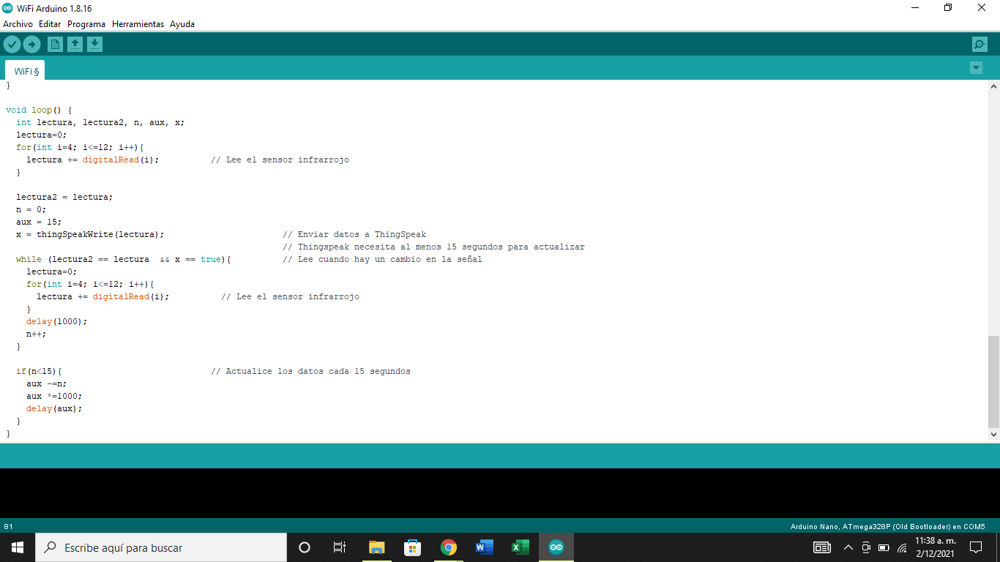 WiFi Arduino 1.8.16
Archivo Editar Programa Herramientas Ayuda
WiFi §
}
void loop() {
int lectura, lectura2, n, aux, x;
lectura=0;
for(int i=4; i<=12; i++){
lectura += digitalRead(i); // Lee el sensor infrarrojo
}
lectura2 = lectura;
n = 0;
aux = 15;
x = thingSpeakWrite(lectura); // Enviar datos a ThingSpeak
// Thingspeak necesita al menos 15 segundos para actualizar
while (lectura2 == lectura && x == true){ // Lee cuando hay un cambio en la señal
lectura=0;
for(int i=4; i<=12; i++){
lectura += digitalRead(i); // Lee el sensor infrarrojo
}
delay(1000);
n++;
}
if(n<15){ // Actualice los datos cada 15 segundos
aux -=n;
aux *=1000;
delay(aux);
}
}
81 Arduino Nano, ATmega328P (Old Bootloader) en COM5
Escribe aquí para buscar
11:38 a. m.
2/12/2021